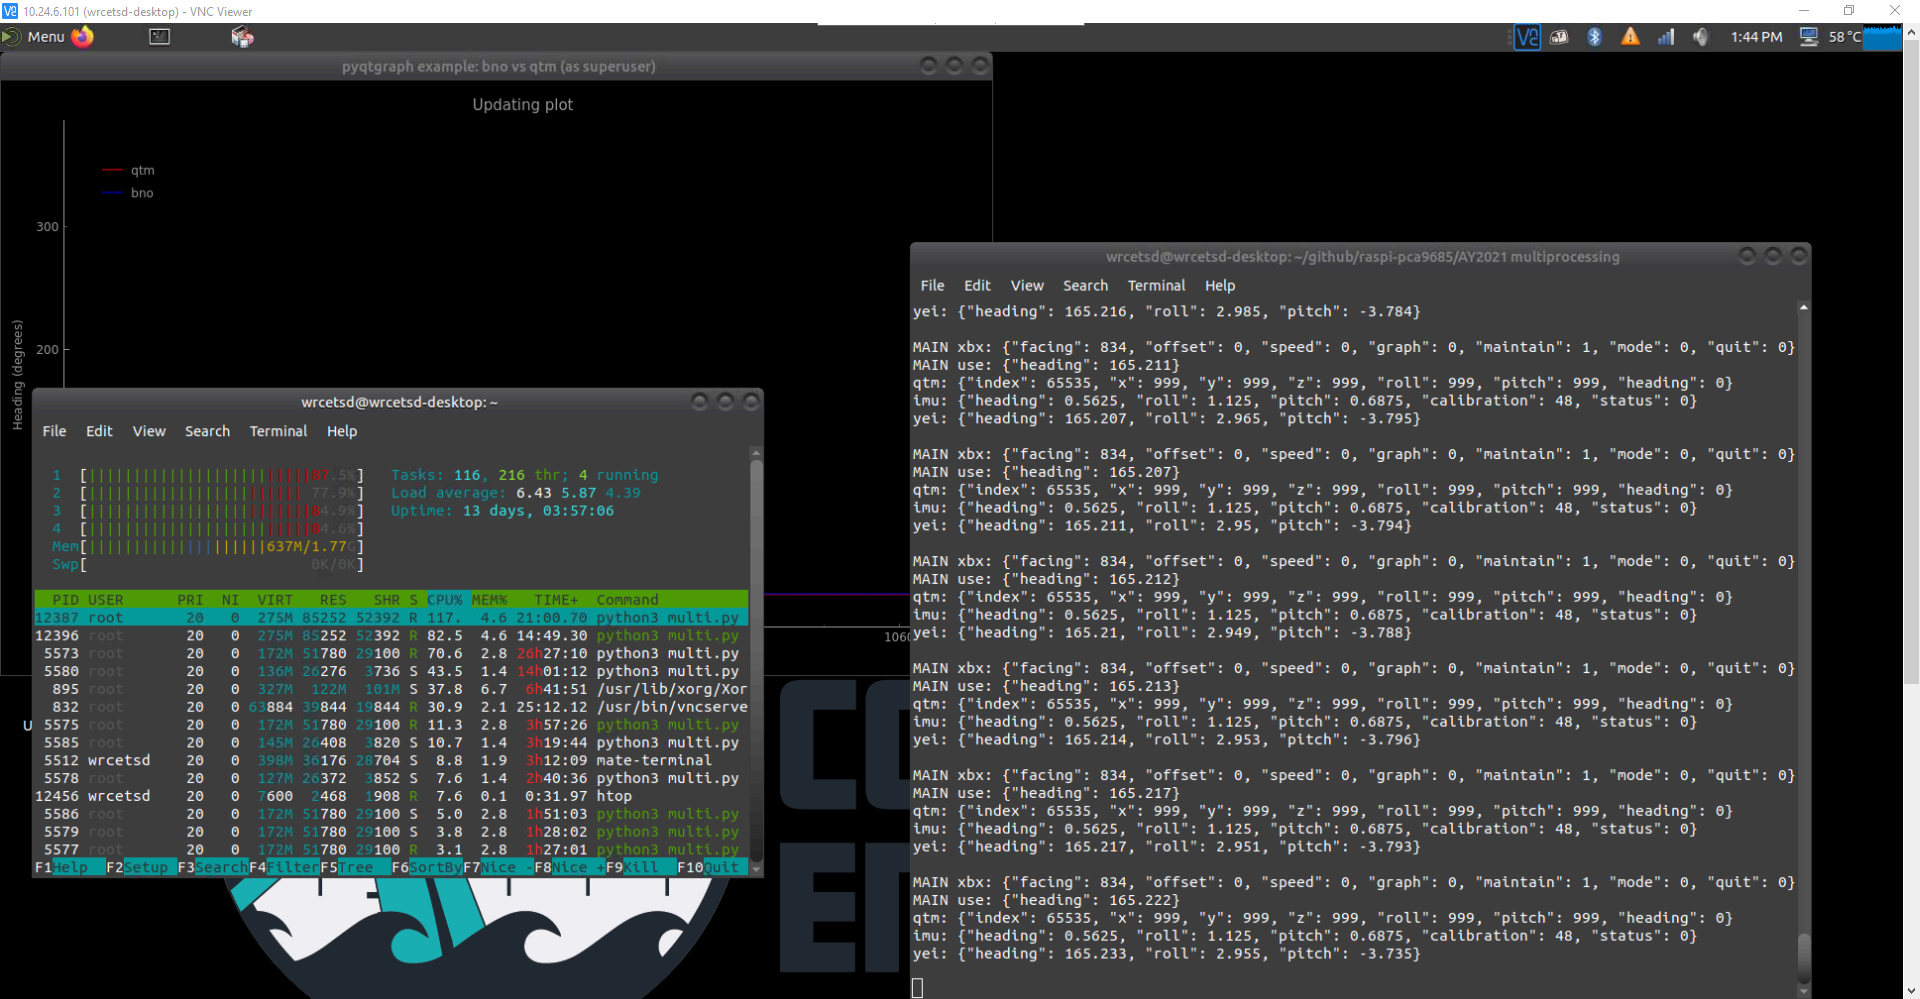 10.24.6.101 (wrcetsd-desktop) - VNC Viewer
Menu
1:44 PM
58 °C
pyqtgraph example: bno vs qtm (as superuser)
Updating plot
qtm
bno
300
200
Heading (degrees)
1060
wrcetsd@wrcetsd-desktop: ~
File Edit View Search Terminal Help
1 [87.5%] Tasks: 116, 216 thr; 4 running
2 [77.9%] Load average: 6.43 5.87 4.39
3 [84.9%] Uptime: 13 days, 03:57:06
4 [84.6%]
Mem[637M/1.77G]
Swp[0K/0K]
PID USER PRI NI VIRT RES SHR S CPU% MEM% TIME+ Command
12387 root 20 0 275M 85252 52392 R 117. 4.6 21:00.70 python3 multi.py
12396 root 20 0 275M 85252 52392 R 82.5 4.6 14:49.30 python3 multi.py
5573 root 20 0 172M 51780 29100 R 70.6 2.8 26h27:10 python3 multi.py
5580 root 20 0 136M 26276 3736 S 43.5 1.4 14h01:12 python3 multi.py
895 root 20 0 327M 122M 101M S 37.8 6.7 6h41:51 /usr/lib/xorg/Xor
832 root 20 0 63884 39844 19844 R 30.9 2.1 25:12.12 /usr/bin/vncserve
5575 root 20 0 172M 51780 29100 R 11.3 2.8 3h57:26 python3 multi.py
5585 root 20 0 145M 26408 3820 S 10.7 1.4 3h19:44 python3 multi.py
5512 wrcetsd 20 0 398M 36176 28704 S 8.8 1.9 3h12:09 mate-terminal
5578 root 20 0 127M 26372 3852 S 7.6 1.4 2h40:36 python3 multi.py
12456 wrcetsd 20 0 7600 2468 1908 R 7.6 0.1 0:31.97 htop
5586 root 20 0 172M 51780 29100 S 5.0 2.8 1h51:03 python3 multi.py
5579 root 20 0 172M 51780 29100 S 3.8 2.8 1h28:02 python3 multi.py
5577 root 20 0 172M 51780 29100 R 3.1 2.8 1h27:01 python3 multi.py
F1Help F2Setup F3SearchF4FilterF5Tree F6SortByF7Nice -F8Nice +F9Kill F10Quit
wrcetsd@wrcetsd-desktop: ~/github/raspi-pca9685/AY2021 multiprocessing
File Edit View Search Terminal Help
yei: {"heading": 165.216, "roll": 2.985, "pitch": -3.784}
MAIN xbx: {"facing": 834, "offset": 0, "speed": 0, "graph": 0, "maintain": 1, "mode": 0, "quit": 0}
MAIN use: {"heading": 165.211}
qtm: {"index": 65535, "x": 999, "y": 999, "z": 999, "roll": 999, "pitch": 999, "heading": 0}
imu: {"heading": 0.5625, "roll": 1.125, "pitch": 0.6875, "calibration": 48, "status": 0}
yei: {"heading": 165.207, "roll": 2.965, "pitch": -3.795}
MAIN xbx: {"facing": 834, "offset": 0, "speed": 0, "graph": 0, "maintain": 1, "mode": 0, "quit": 0}
MAIN use: {"heading": 165.207}
qtm: {"index": 65535, "x": 999, "y": 999, "z": 999, "roll": 999, "pitch": 999, "heading": 0}
imu: {"heading": 0.5625, "roll": 1.125, "pitch": 0.6875, "calibration": 48, "status": 0}
yei: {"heading": 165.211, "roll": 2.95, "pitch": -3.794}
MAIN xbx: {"facing": 834, "offset": 0, "speed": 0, "graph": 0, "maintain": 1, "mode": 0, "quit": 0}
MAIN use: {"heading": 165.212}
qtm: {"index": 65535, "x": 999, "y": 999, "z": 999, "roll": 999, "pitch": 999, "heading": 0}
imu: {"heading": 0.5625, "roll": 1.125, "pitch": 0.6875, "calibration": 48, "status": 0}
yei: {"heading": 165.21, "roll": 2.949, "pitch": -3.788}
MAIN xbx: {"facing": 834, "offset": 0, "speed": 0, "graph": 0, "maintain": 1, "mode": 0, "quit": 0}
MAIN use: {"heading": 165.213}
qtm: {"index": 65535, "x": 999, "y": 999, "z": 999, "roll": 999, "pitch": 999, "heading": 0}
imu: {"heading": 0.5625, "roll": 1.125, "pitch": 0.6875, "calibration": 48, "status": 0}
yei: {"heading": 165.214, "roll": 2.953, "pitch": -3.796}
MAIN xbx: {"facing": 834, "offset": 0, "speed": 0, "graph": 0, "maintain": 1, "mode": 0, "quit": 0}
MAIN use: {"heading": 165.217}
qtm: {"index": 65535, "x": 999, "y": 999, "z": 999, "roll": 999, "pitch": 999, "heading": 0}
imu: {"heading": 0.5625, "roll": 1.125, "pitch": 0.6875, "calibration": 48, "status": 0}
yei: {"heading": 165.217, "roll": 2.951, "pitch": -3.793}
MAIN xbx: {"facing": 834, "offset": 0, "speed": 0, "graph": 0, "maintain": 1, "mode": 0, "quit": 0}
MAIN use: {"heading": 165.222}
qtm: {"index": 65535, "x": 999, "y": 999, "z": 999, "roll": 999, "pitch": 999, "heading": 0}
imu: {"heading": 0.5625, "roll": 1.125, "pitch": 0.6875, "calibration": 48, "status": 0}
yei: {"heading": 165.233, "roll": 2.955, "pitch": -3.735}